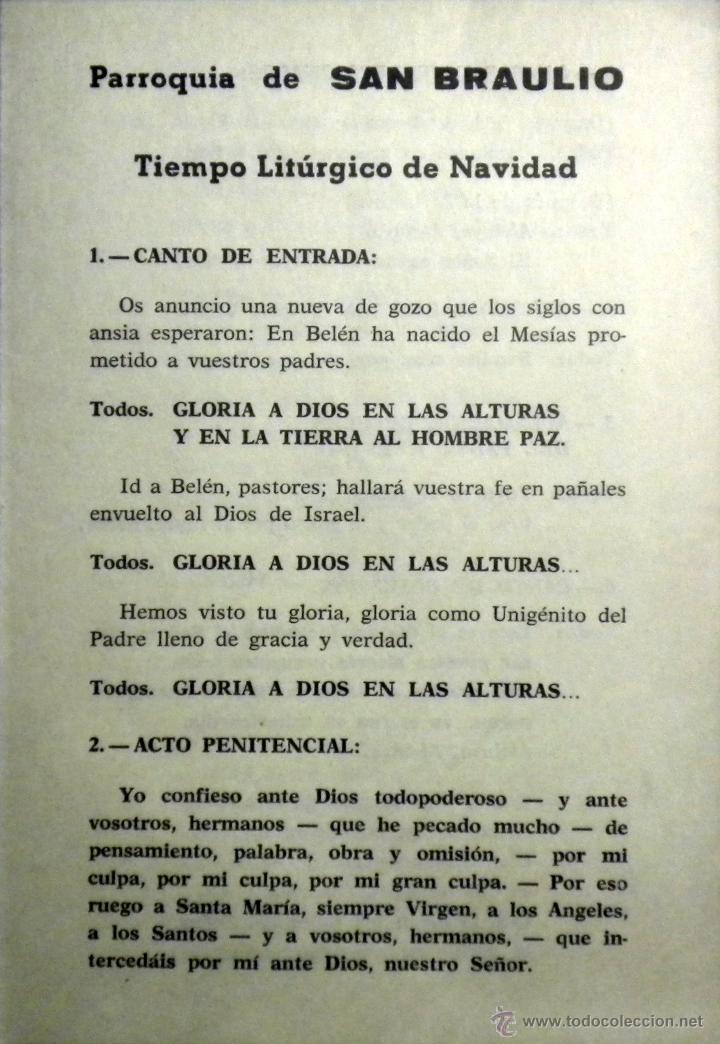 Parroquia de SAN BRAULIO
Tiempo Litúrgico de Navidad
1.—CANTO DE ENTRADA:
Os anuncio una nueva de gozo que los siglos con
ansia esperaron: En Belén ha nacido el Mesías pro-
metido a vuestros padres.
Todos. GLORIA A DIOS EN LAS ALTURAS
Y EN LA TIERRA AL HOMBRE PAZ.
Id a Belén, pastores; hallará vuestra fe en pañales
envuelto al Dios de Israel.
Todos. GLORIA A DIOS EN LAS ALTURAS...
Hemos visto tu gloria, gloria como Unigénito del
Padre lleno de gracia y verdad.
Todos. GLORIA A DIOS EN LAS ALTURAS...
2.—ACTO PENITENCIAL:
Yo confieso ante Dios todopoderoso — y ante
vosotros, hermanos — que he pecado mucho — de
pensamiento, palabra, obra y omisión, — por mi
culpa, por mi culpa, por mi gran culpa. — Por eso
ruego a Santa María, siempre Virgen, a los Angeles,
a los Santos — y a vosotros, hermanos, — que in-
tercedáis por mí ante Dios, nuestro Señor.
© www.todocoleccion.net